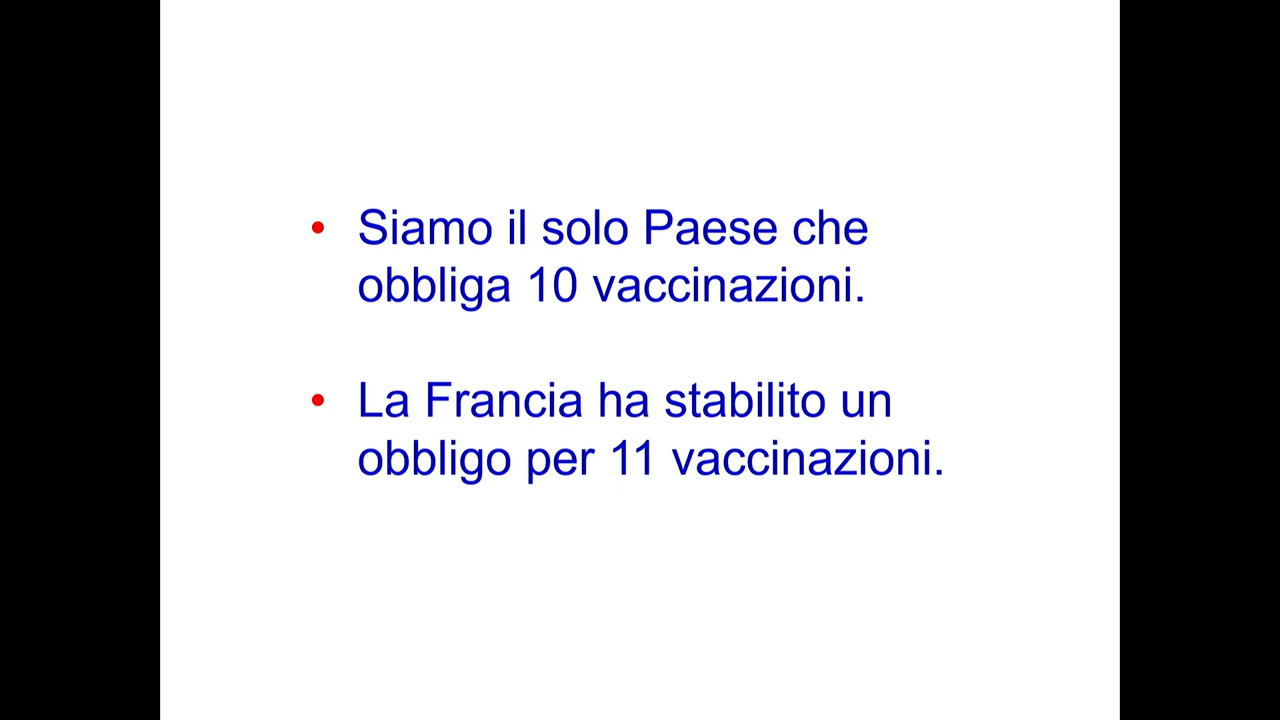 • Siamo il solo Paese che
obbliga 10 vaccinazioni.
• La Francia ha stabilito un
obbligo per 11 vaccinazioni.